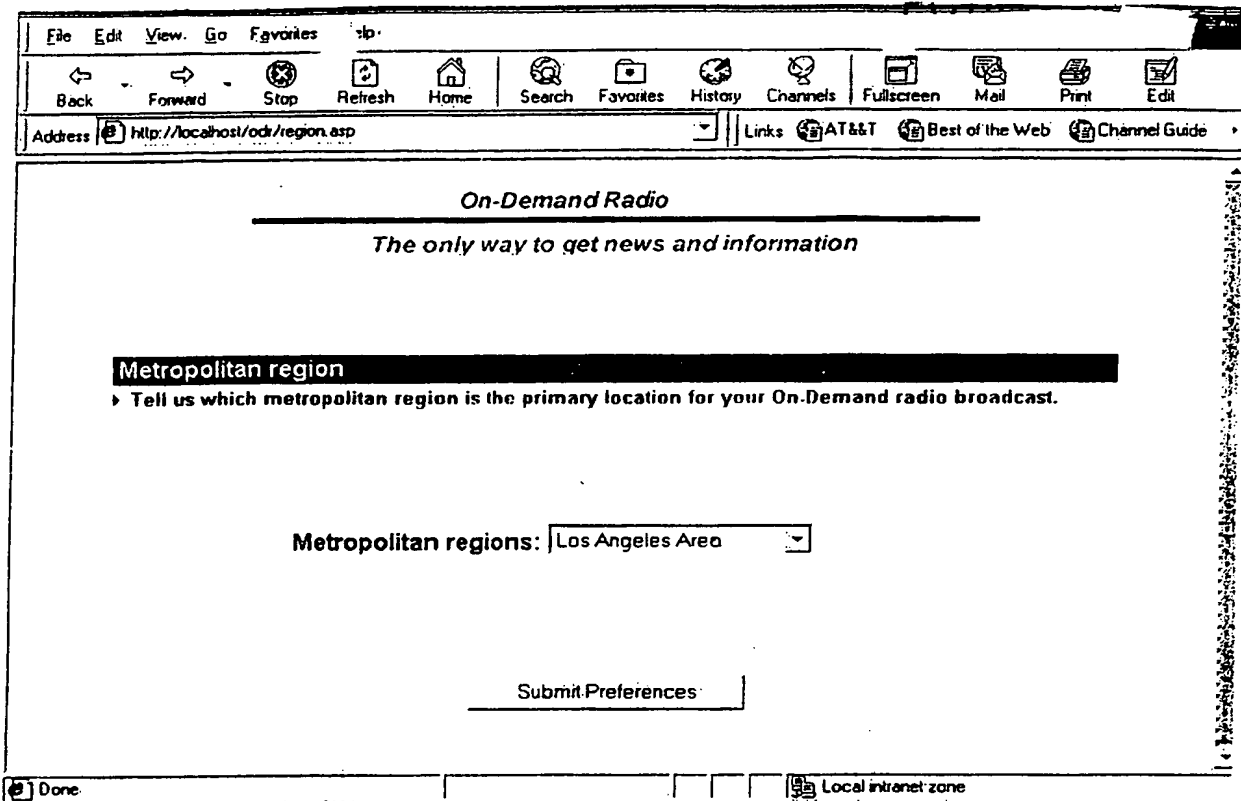 File Edit View Go Favorites elp
Back Forward Stop Refresh Home Search Favorites History Channels Fullscreen Mail Print Edit
Address http://localhost/odr/region.asp Links AT&&T Best of the Web Channel Guide
On-Demand Radio
The only way to get news and information
Metropolitan region
Tell us which metropolitan region is the primary location for your On-Demand radio broadcast.
Metropolitan regions: Los Angeles Area
Submit Preferences
Done Local intranet zone